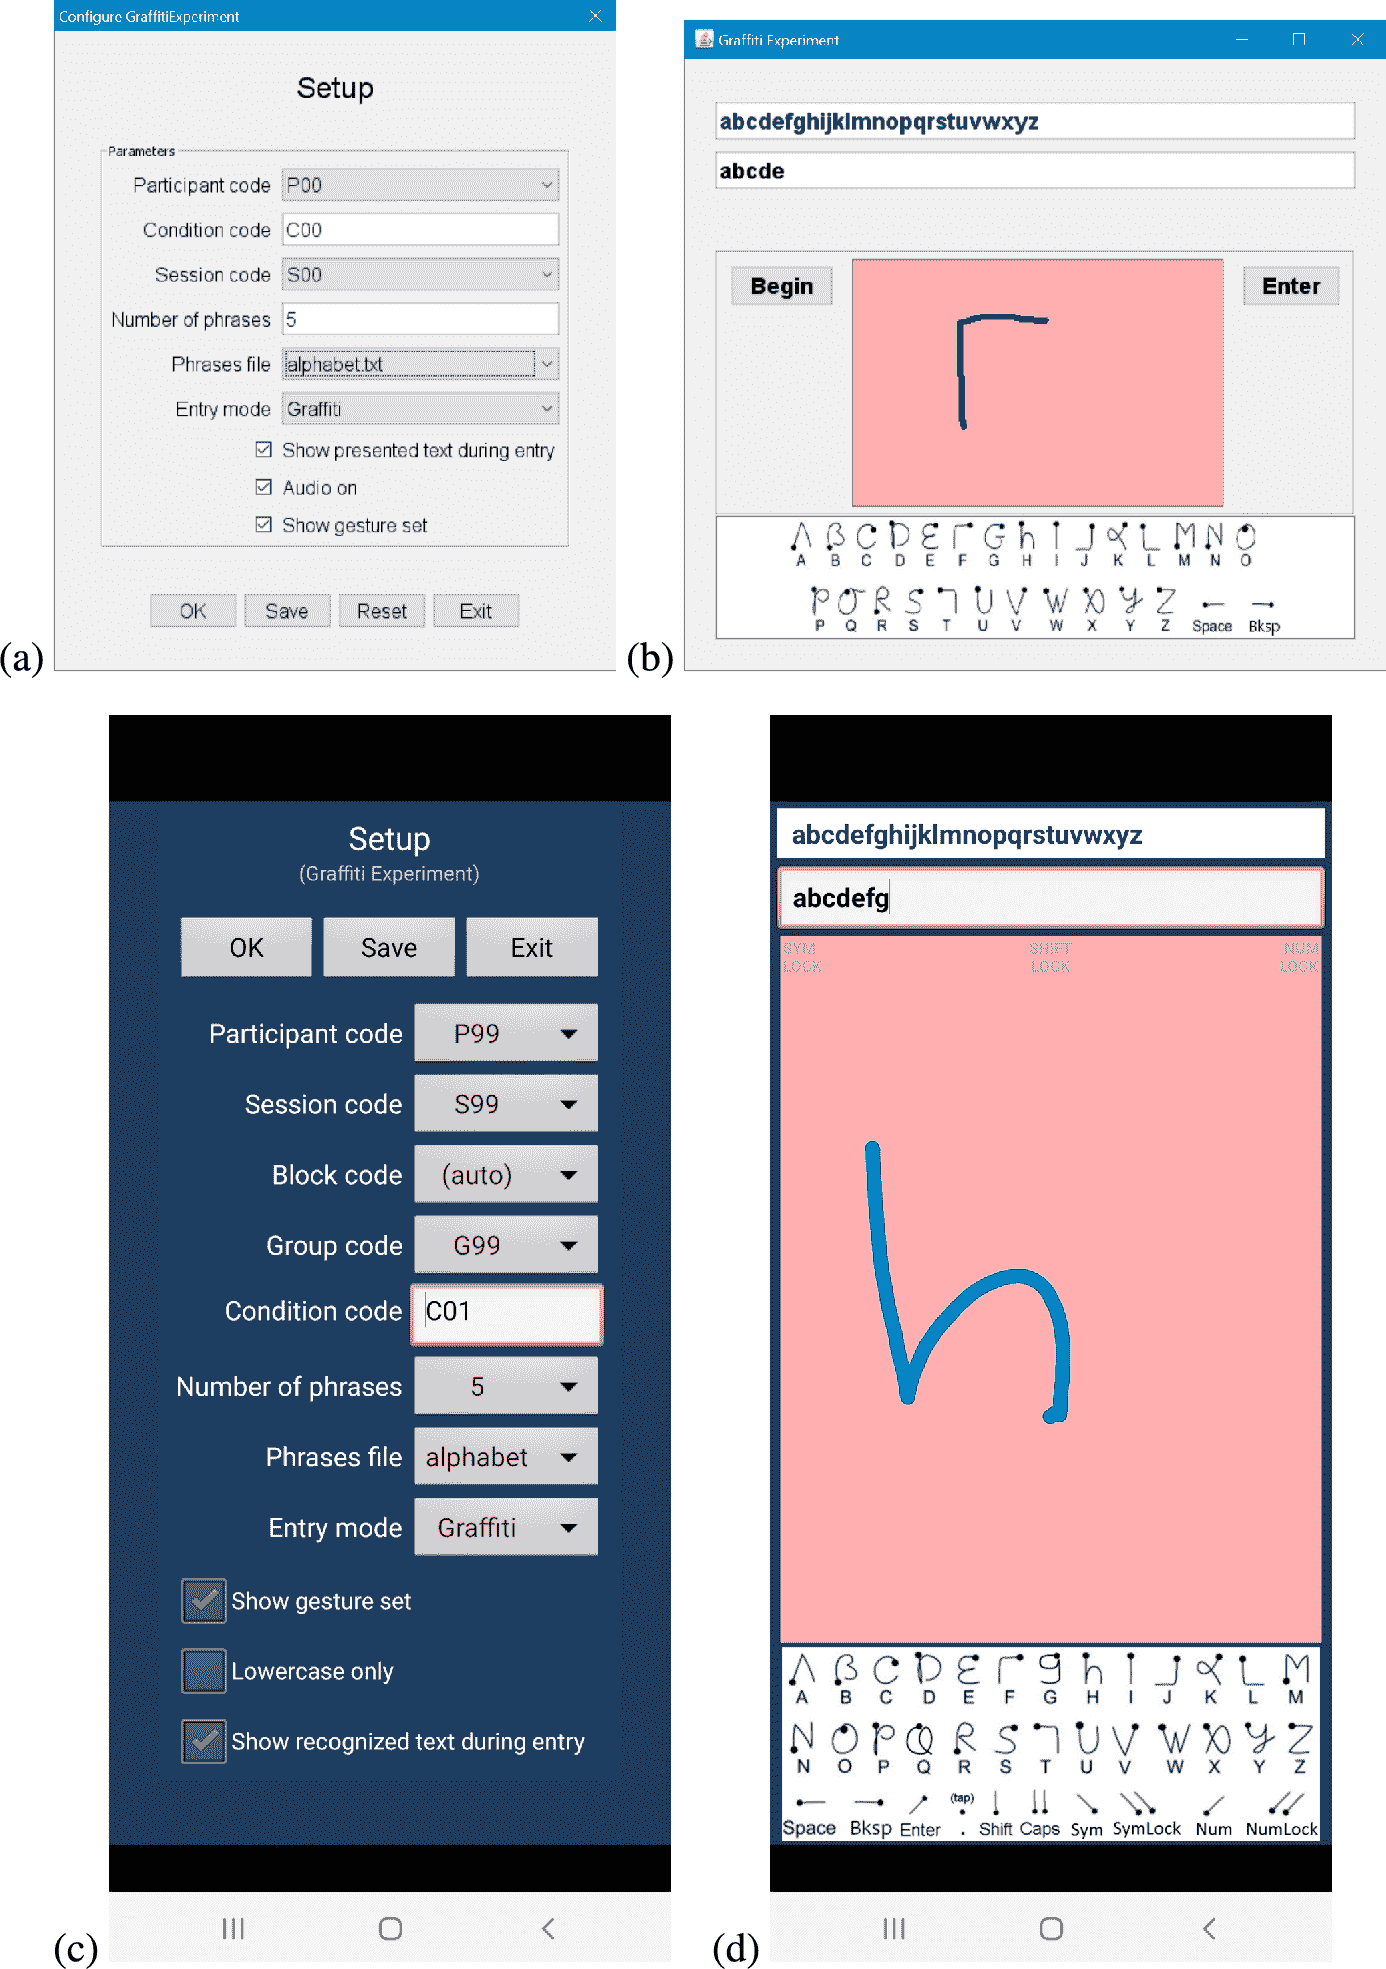 Configure GraffitiExperiment
Setup
Parameters
Participant code P00
Condition code C00
Session code S00
Number of phrases 5
Phrases file alphabet.txt
Entry mode Graffiti
Show presented text during entry
Audio on
Show gesture set
OK Save Reset Exit
(a)
Graffiti Experiment
abcdefghijklmnopqrstuvwxyz
abcde
Begin Enter
A B C D E F G H I J K L M N O
P Q R S T U V W X Y Z Space Bksp
(b)
Setup
(Graffiti Experiment)
OK Save Exit
Participant code P99
Session code S99
Block code (auto)
Group code G99
Condition code C01
Number of phrases 5
Phrases file alphabet
Entry mode Graffiti
Show gesture set
Lowercase only
Show recognized text during entry
(c)
abcdefghijklmnopqrstuvwxyz
abcdefg
SYM LOCK SHIFT LOCK NUM LOCK
A B C D E F G H I J K L M
N O P Q R S T U V W X Y Z
(tap)
Space Bksp Enter . Shift Caps Sym SymLock Num NumLock
(d)